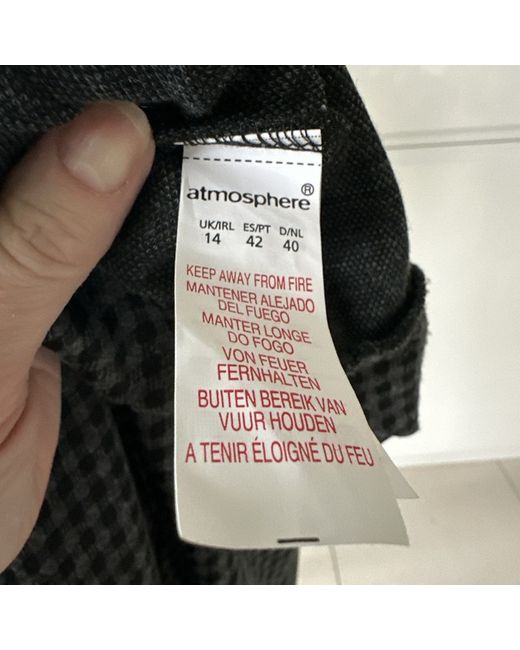 atmosphere®
UK/IRL ES/PT D/NL
14 42 40
KEEP AWAY FROM FIRE
MANTENER ALEJADO
DEL FUEGO
MANTER LONGE
DO FOGO
VON FEUER
FERNHALTEN
BUITEN BEREIK VAN
VUUR HOUDEN
A TENIR ÉLOIGNÉ DU FEU